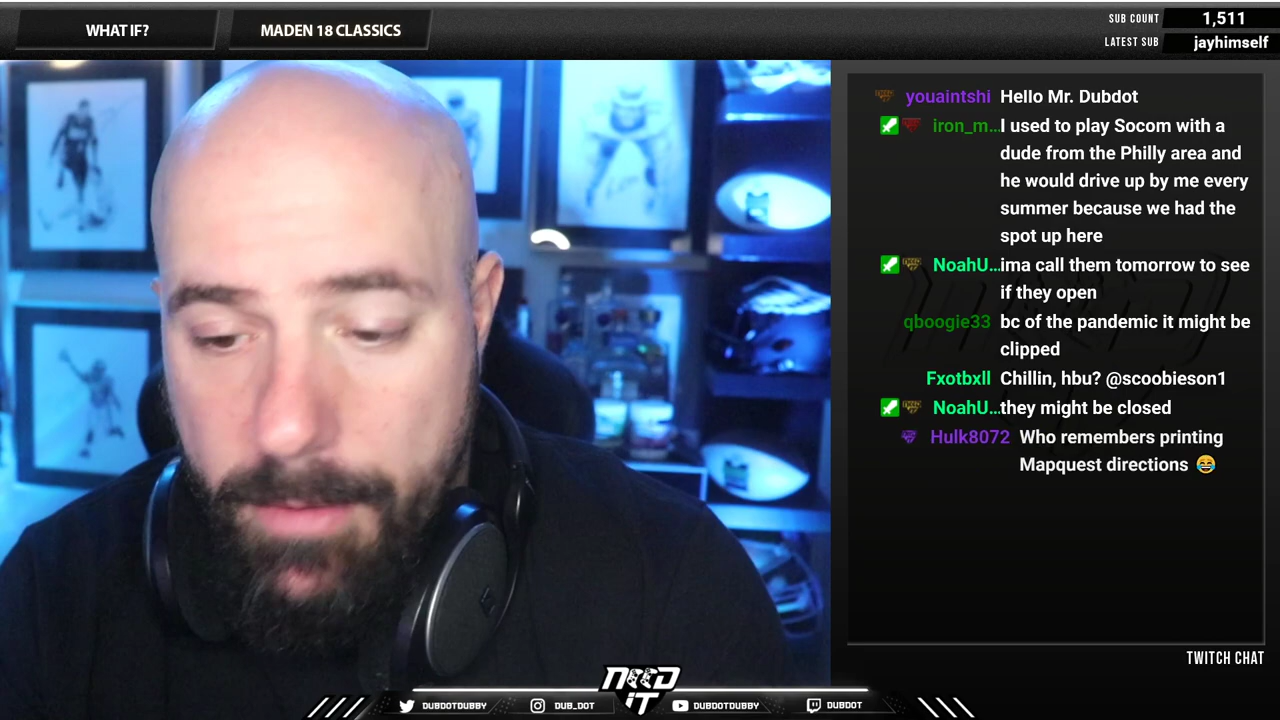 WHAT IF?
MADEN 18 CLASSICS
SUB COUNT 1,511
LATEST SUB jayhimself
youaintshi Hello Mr. Dubdot
iron_m... I used to play Socom with a
dude from the Philly area and
he would drive up by me every
summer because we had the
spot up here
NoahU... ima call them tomorrow to see
if they open
qboogie33 bc of the pandemic it might be
clipped
Fxotbxll Chillin, hbu? @scoobieson1
NoahU... they might be closed
Hulk8072 Who remembers printing
Mapquest directions 😂
TWITCH CHAT
NEED
IT
DUBDOTDUBBY DUB_DOT DUBDOTDUBBY DUBDOT